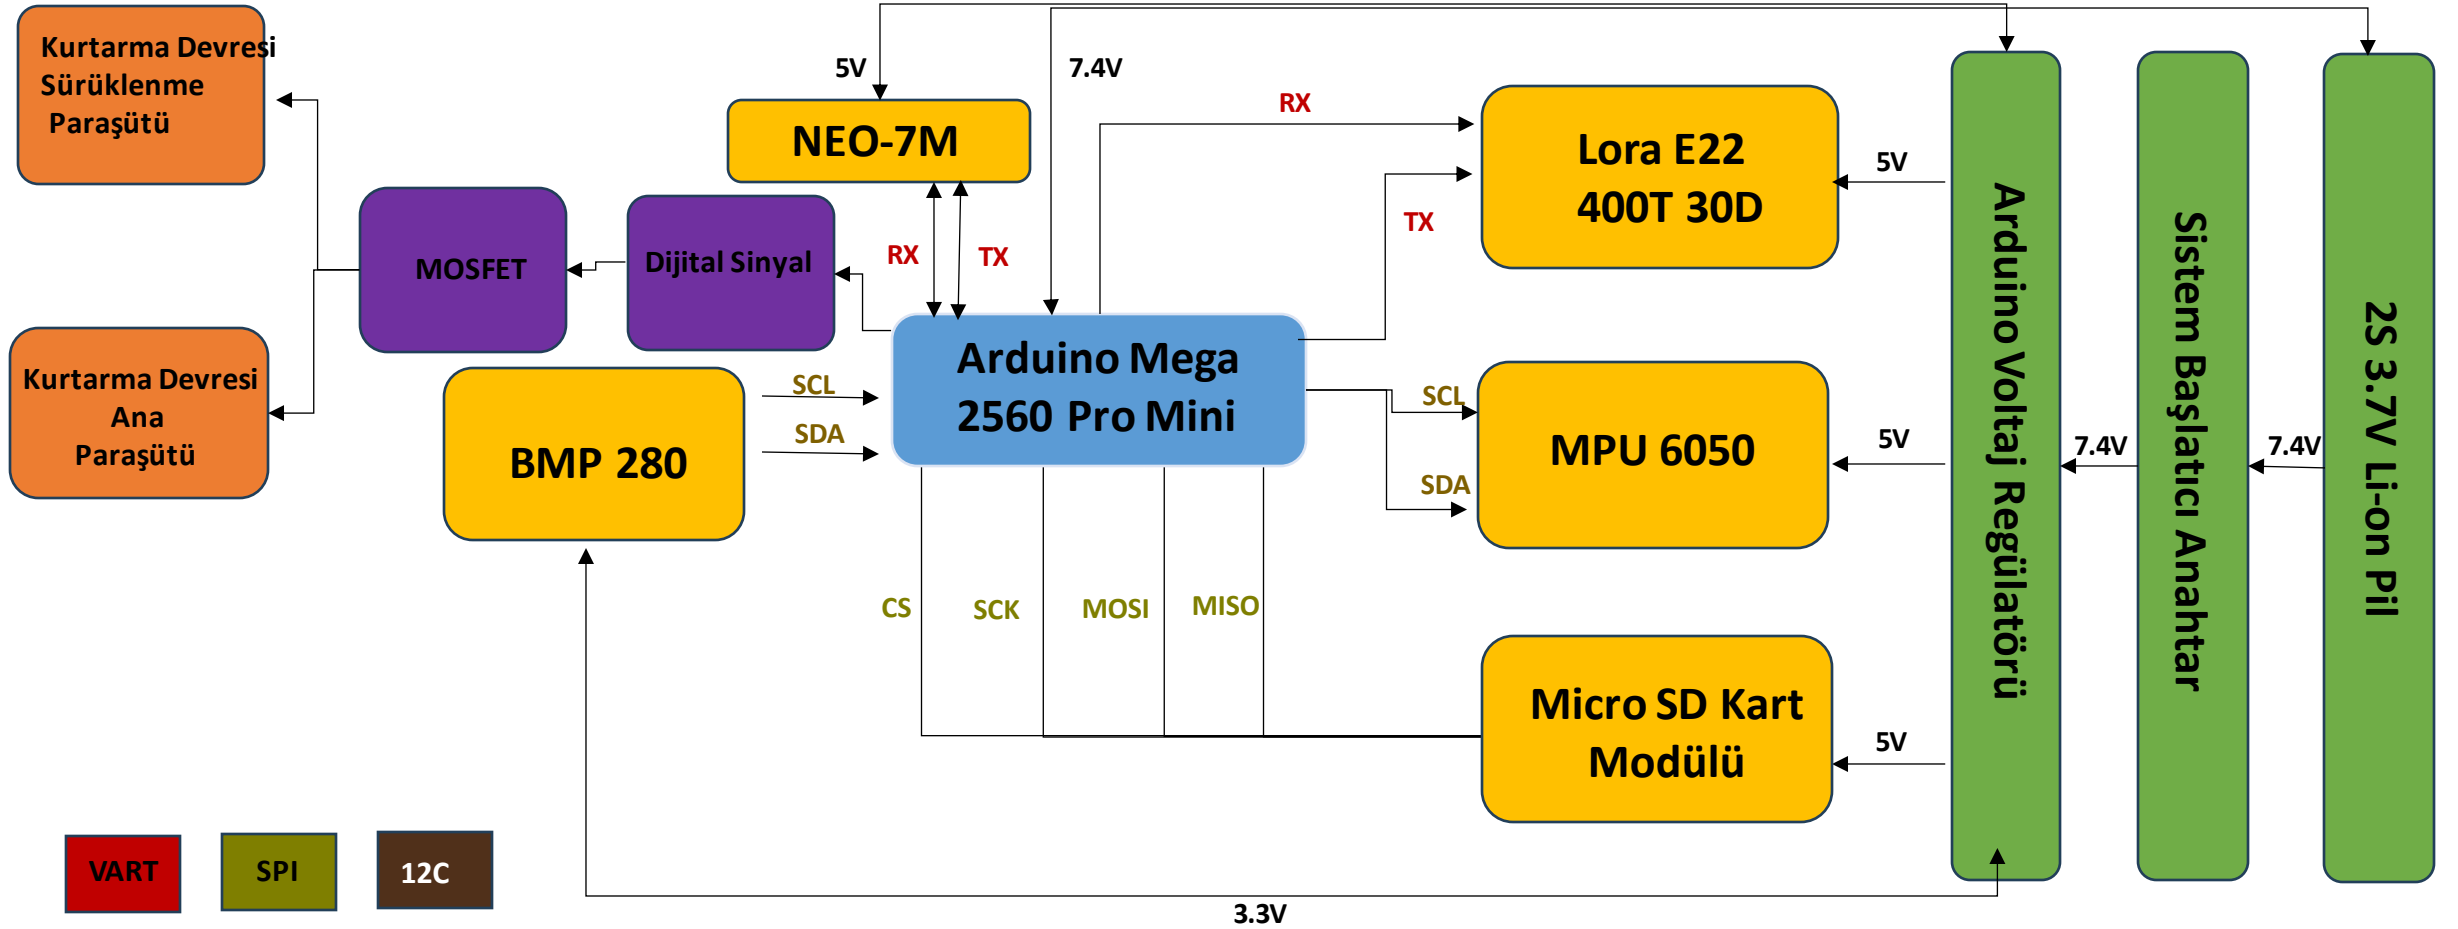 Kurtarma Devresi
Sürüklenme
Paraşütü
5V
7.4V
NEO-7M
RX
Lora E22
400T 30D
5V
TX
MOSFET
Dijital Sinyal
RX
TX
Arduino Mega
2560 Pro Mini
Kurtarma Devresi
Ana
Paraşütü
BMP 280
SCL
SDA
SCL
SDA
MPU 6050
5V
7.4V
7.4V
Arduino Voltaj Regülatörü
Sistem Başlatıcı Anahtar
2S 3.7V Li-on Pil
CS
SCK
MOSI
MISO
Micro SD Kart
Modülü
5V
VART
SPI
12C
3.3V